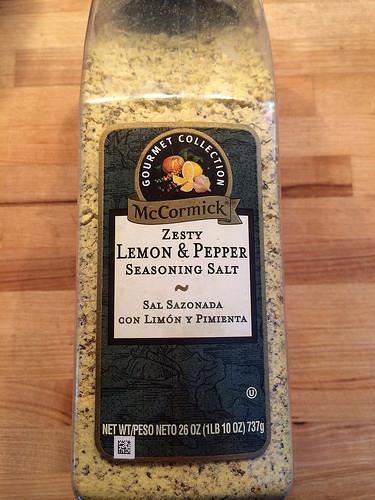 GOURMET COLLECTION
McCormick®
ZESTY
LEMON & PEPPER
SEASONING SALT
~
SAL SAZONADA
CON LIMÓN Y PIMIENTA
U
NET WT/PESO NETO 26 OZ (1LB 10 OZ) 737g